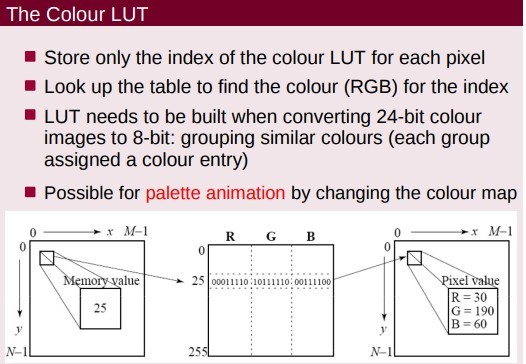 The Colour LUT
Store only the index of the colour LUT for each pixel
Look up the table to find the colour (RGB) for the index
LUT needs to be built when converting 24-bit colour
images to 8-bit: grouping similar colours (each group
assigned a colour entry)
Possible for palette animation by changing the colour map
0 x M–1
0
Memory value
25
y
N–1
R G B
0
25 00011110 10111110 00111100
255
0 x M–1
0
Pixel value
R = 30
G = 190
B = 60
y
N–1